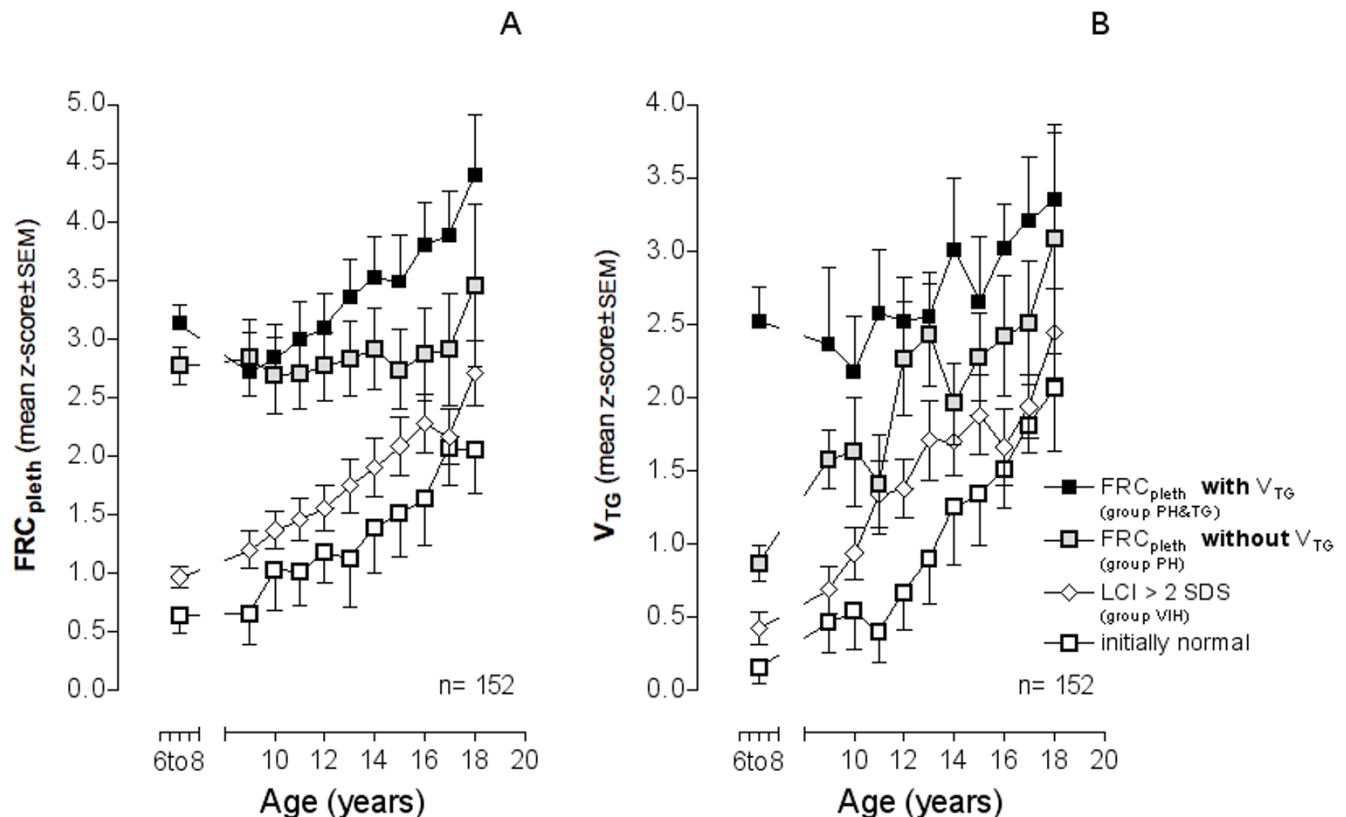 A
B
FRCpleth (mean z-score±SEM)
5.0
4.5
4.0
3.5
3.0
2.5
2.0
1.5
1.0
0.5
0.0
n= 152
6to8
10
12
14
16
18
20
Age (years)
VTG (mean z-score±SEM)
4.0
3.5
3.0
2.5
2.0
1.5
1.0
0.5
0.0
FRCpleth with VTG
(group PH&TG)
FRCpleth without VTG
(group PH)
LCI > 2 SDS
(group VIH)
initially normal
n= 152
6to8
10
12
14
16
18
20
Age (years)